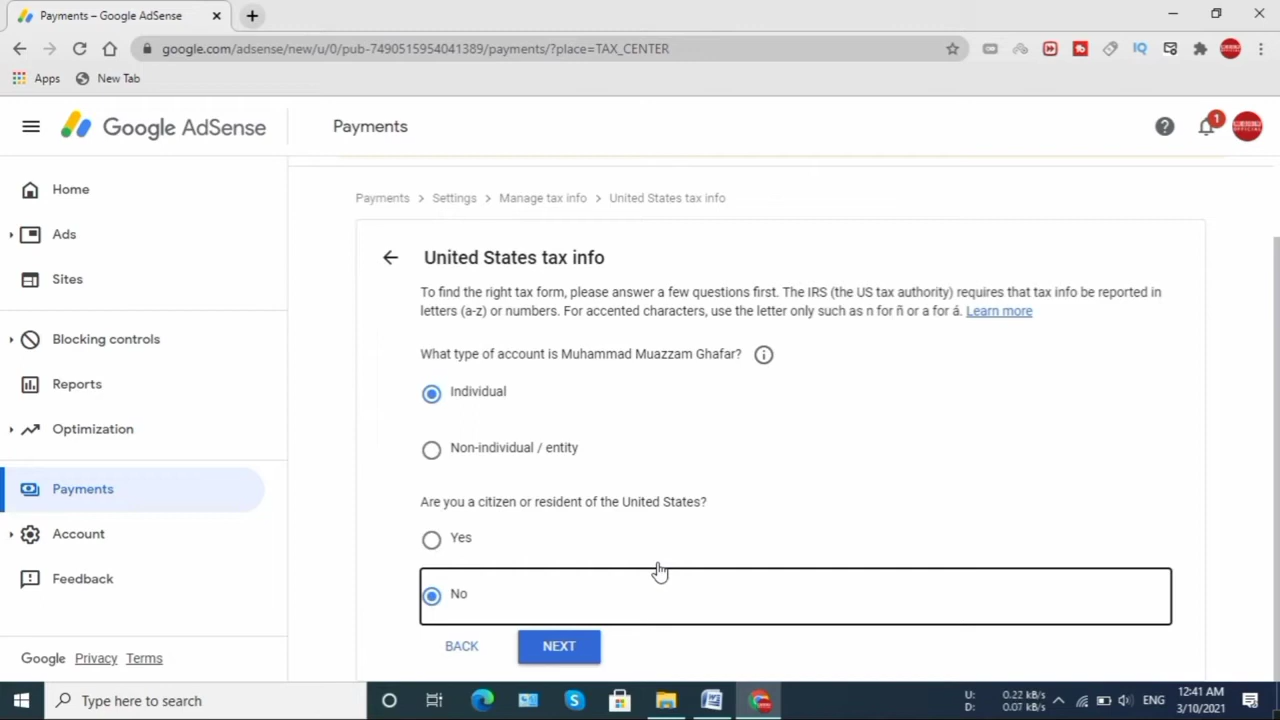 Payments – Google AdSense
google.com/adsense/new/u/0/pub-7490515954041389/payments/?place=TAX_CENTER
IQ
Apps
New Tab
Google AdSense
Payments
1
Home
Ads
Sites
Blocking controls
Reports
Optimization
Payments
Account
Feedback
Google Privacy Terms
Payments > Settings > Manage tax info > United States tax info
United States tax info
To find the right tax form, please answer a few questions first. The IRS (the US tax authority) requires that tax info be reported in
letters (a-z) or numbers. For accented characters, use the letter only such as n for ñ or a for á. Learn more
What type of account is Muhammad Muazzam Ghafar?
Individual
Non-individual / entity
Are you a citizen or resident of the United States?
Yes
No
BACK
NEXT
Type here to search
U: 0.22 kB/s
D: 0.07 kB/s
ENG
12:41 AM
3/10/2021